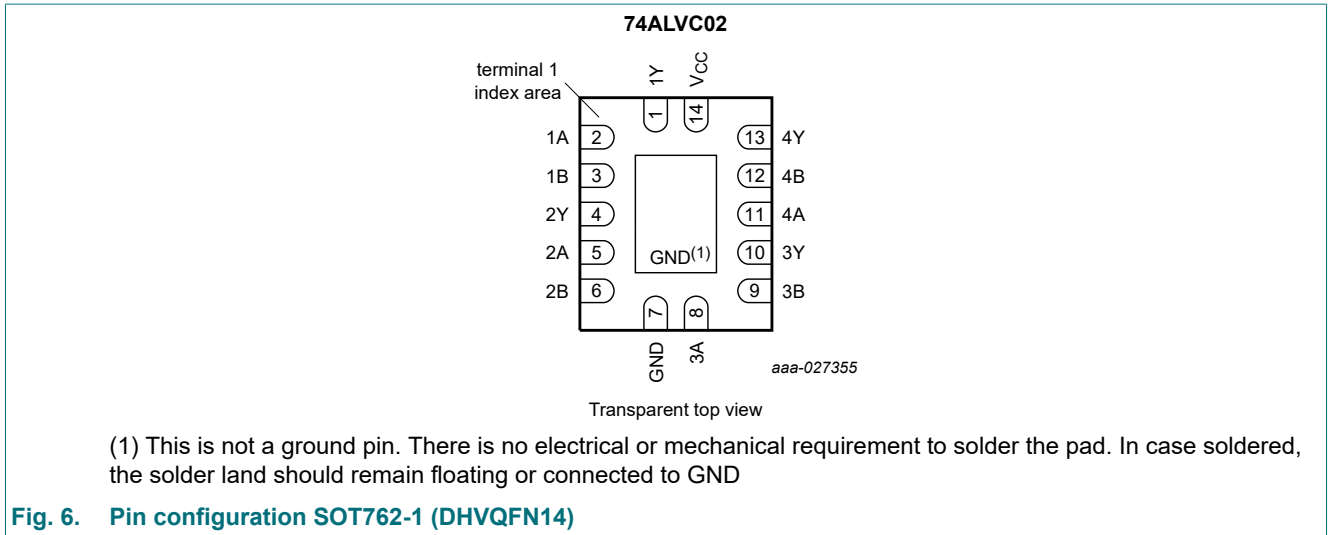 74ALVC02
terminal 1
index area
1Y
VCC
1
14
1A 2
13 4Y
1B 3
12 4B
2Y 4
11 4A
2A 5
GND(1)
10 3Y
2B 6
9 3B
7
8
GND
3A
aaa-027355
Transparent top view
(1) This is not a ground pin. There is no electrical or mechanical requirement to solder the pad. In case soldered,
the solder land should remain floating or connected to GND
Fig. 6. Pin configuration SOT762-1 (DHVQFN14)